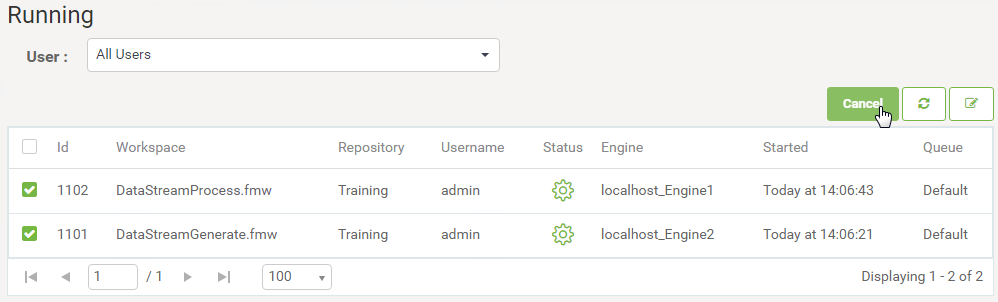 Running
User : All Users
Cancel
Id Workspace Repository Username Status Engine Started Queue
1102 DataStreamProcess.fmw Training admin localhost_Engine1 Today at 14:06:43 Default
1101 DataStreamGenerate.fmw Training admin localhost_Engine2 Today at 14:06:21 Default
1 / 1 100 Displaying 1 - 2 of 2